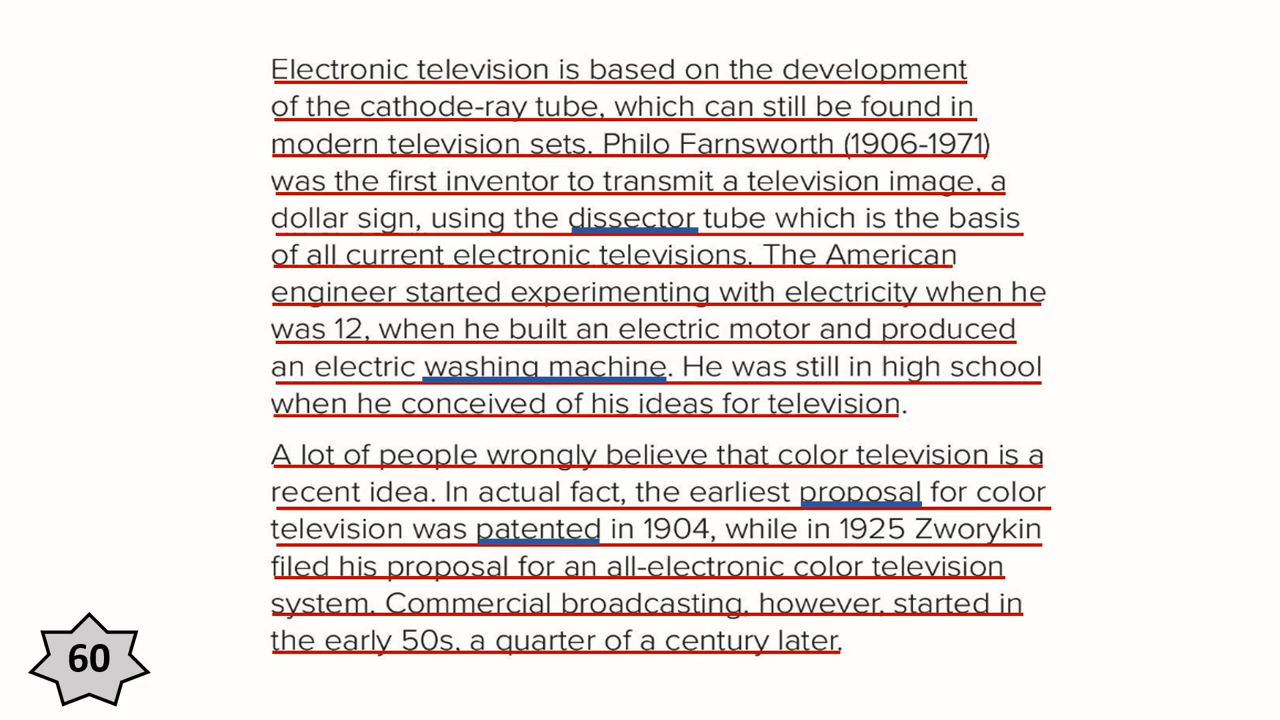 Electronic television is based on the development
of the cathode-ray tube, which can still be found in
modern television sets. Philo Farnsworth (1906-1971)
was the first inventor to transmit a television image, a
dollar sign, using the dissector tube which is the basis
of all current electronic televisions. The American
engineer started experimenting with electricity when he
was 12, when he built an electric motor and produced
an electric washing machine. He was still in high school
when he conceived of his ideas for television.
A lot of people wrongly believe that color television is a
recent idea. In actual fact, the earliest proposal for color
television was patented in 1904, while in 1925 Zworykin
filed his proposal for an all-electronic color television
system. Commercial broadcasting, however, started in
the early 50s, a quarter of a century later.
60